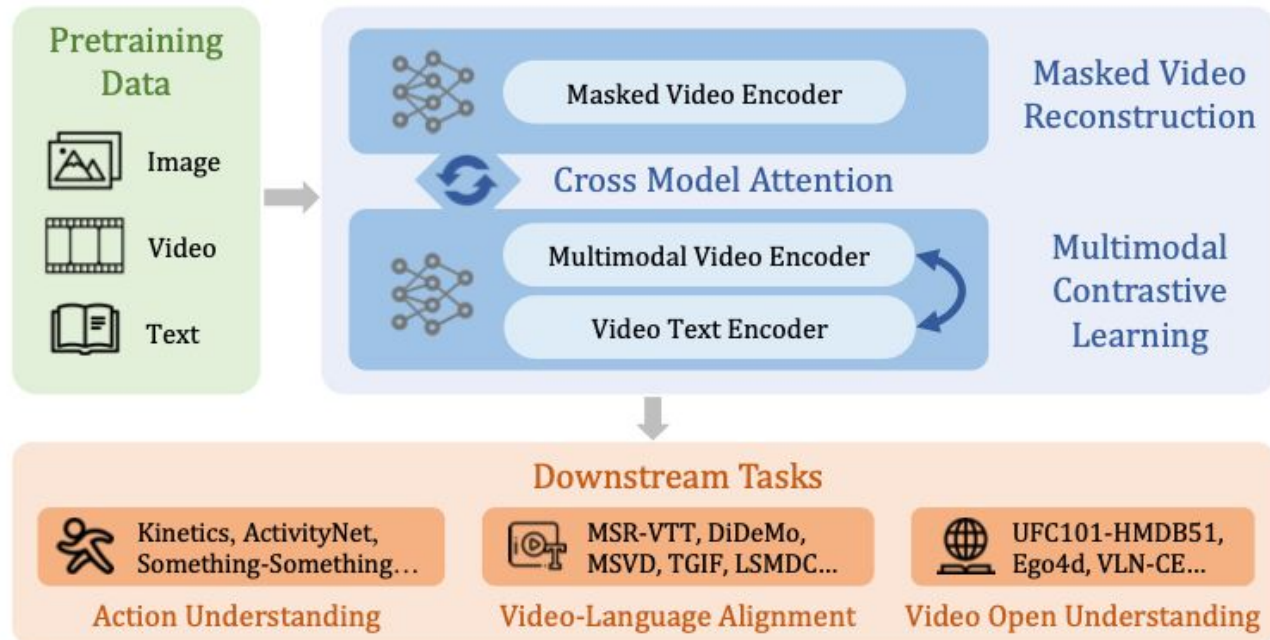 Pretraining
Data
Image
Video
Text
Masked Video Encoder
Masked Video
Reconstruction
Cross Model Attention
Multimodal Video Encoder
Video Text Encoder
Multimodal
Contrastive
Learning
Downstream Tasks
Kinetics, ActivityNet,
Something-Something...
Action Understanding
MSR-VTT, DiDeMo,
MSVD, TGIF, LSMDC...
Video-Language Alignment
UFC101-HMDB51,
Ego4d, VLN-CE...
Video Open Understanding